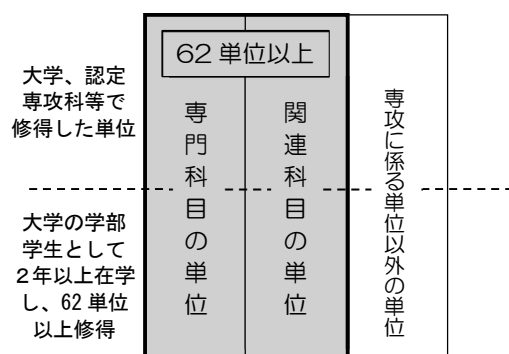 62 単位以上
大学、認定
専攻科等で
修得した単位
大学の学部
学生として
２年以上在学
し、62 単位
以上修得
専門科目の単位
関連科目の単位
専攻に係る単位以外の単位